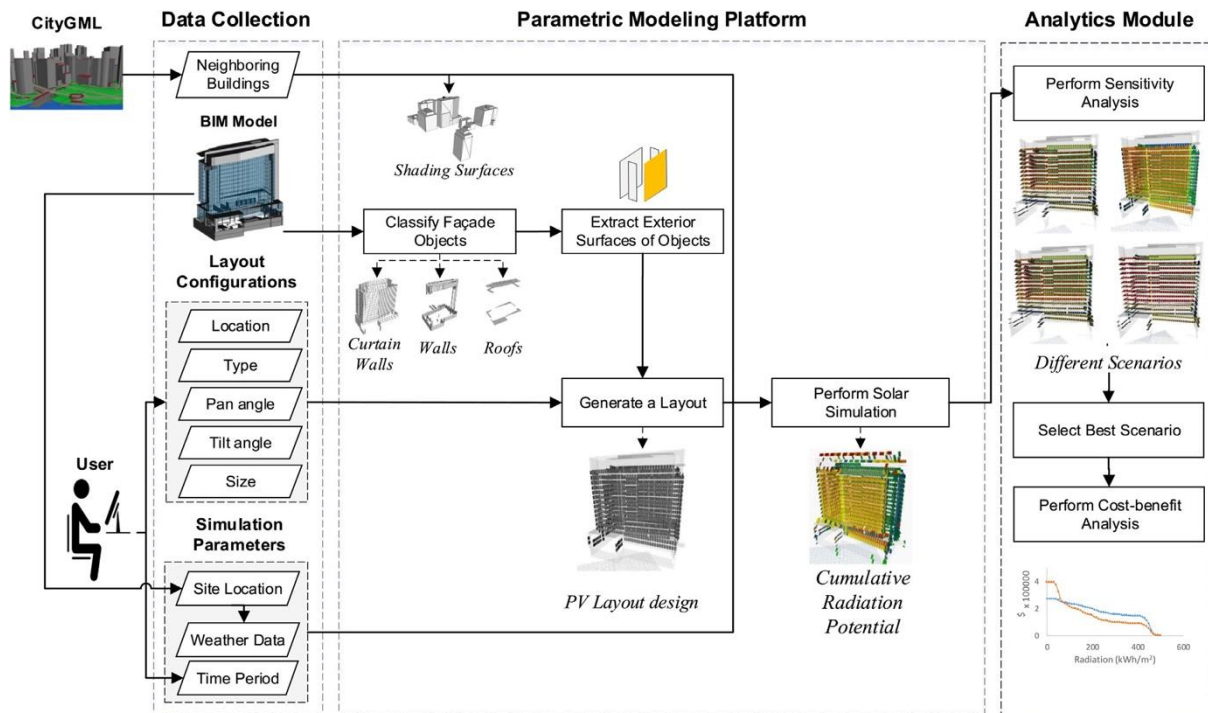 CityGML
Data Collection
Parametric Modeling Platform
Analytics Module
Neighboring
Buildings
BIM Model
Layout
Configurations
Location
Type
Pan angle
Tilt angle
Size
User
Simulation
Parameters
Site Location
Weather Data
Time Period
Shading Surfaces
Classify Façade
Objects
Extract Exterior
Surfaces of Objects
Curtain
Walls
Walls
Roofs
Generate a Layout
PV Layout design
Perform Solar
Simulation
Cumulative
Radiation
Potential
Perform Sensitivity
Analysis
Different Scenarios
Select Best Scenario
Perform Cost-benefit
Analysis
$ x 100000
4
2
0
0
200
400
600
Radiation (kWh/m²)